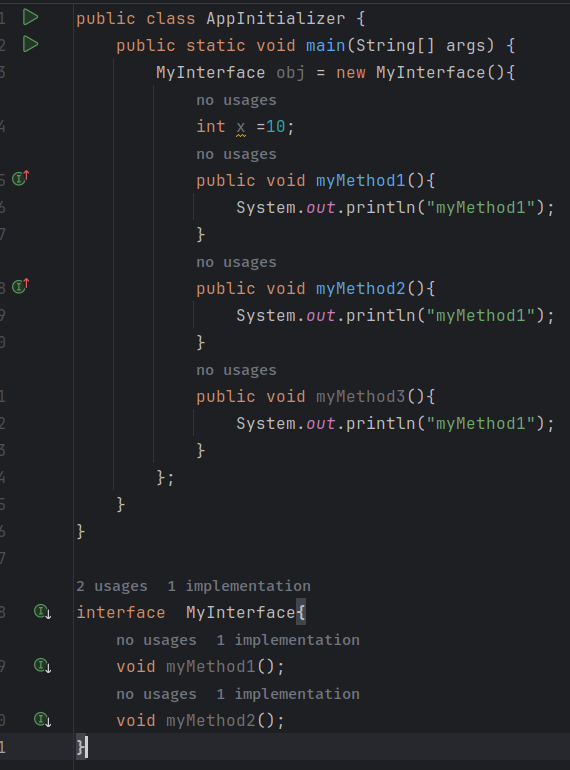 1 public class AppInitializer {
2 public static void main(String[] args) {
3 MyInterface obj = new MyInterface(){
no usages
4 int x =10;
no usages
5 public void myMethod1(){
6 System.out.println("myMethod1");
7 }
no usages
8 public void myMethod2(){
9 System.out.println("myMethod1");
0 }
no usages
1 public void myMethod3(){
2 System.out.println("myMethod1");
3 }
4 };
5 }
6 }
7
2 usages 1 implementation
8 interface  MyInterface{
no usages 1 implementation
9 void myMethod1();
no usages 1 implementation
0 void myMethod2();
1 }